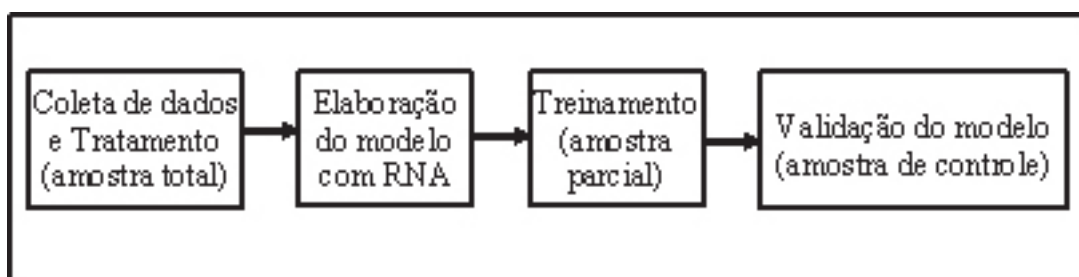 Coleta de dados
e Tratamento
(amostra total)
Elaboração
do modelo
com RNA
Treinamento
(amostra
parcial)
Validação do modelo
(amostra de controle)